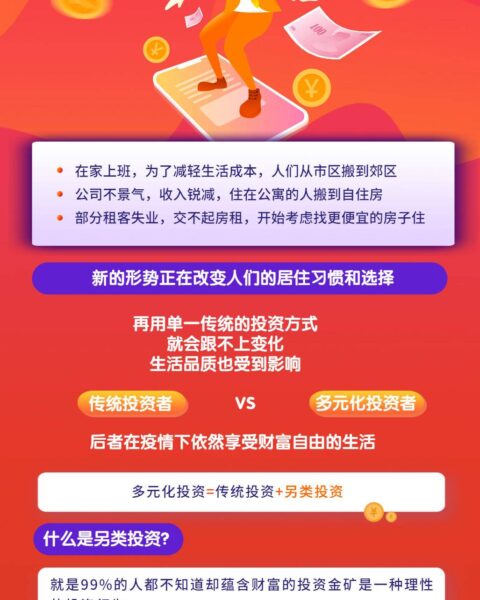 100
在家上班，为了减轻生活成本，人们从市区搬到郊区
公司不景气，收入锐减，住在公寓的人搬到自住房
部分租客失业，交不起房租，开始考虑找更便宜的房子住
新的形势正在改变人们的居住习惯和选择
再用单一传统的投资方式
就会跟不上变化
生活品质也受到影响
传统投资者 VS 多元化投资者
后者在疫情下依然享受财富自由的生活
多元化投资=传统投资+另类投资
什么是另类投资?
就是99%的人都不知道却蕴含财富的投资金矿是一种理性